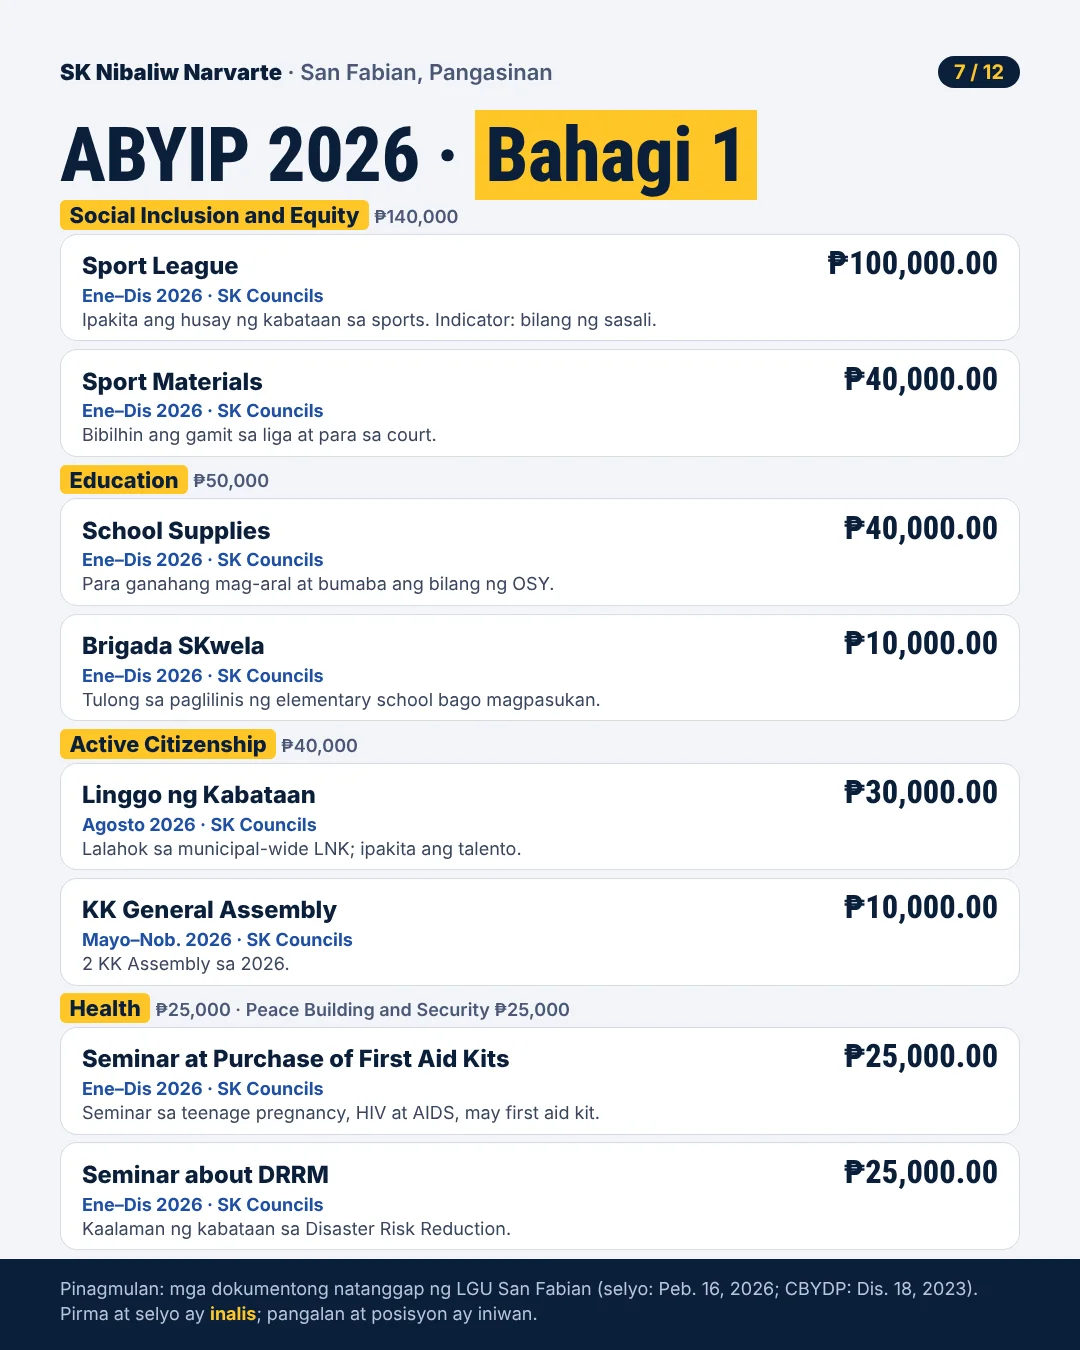 SK Nibaliw Narvarte · San Fabian, Pangasinan
7 / 12
ABYIP 2026 · Bahagi 1
Social Inclusion and Equity ₱140,000
Sport League ₱100,000.00
Ene–Dis 2026 · SK Councils
Ipakita ang husay ng kabataan sa sports. Indicator: bilang ng sasali.
Sport Materials ₱40,000.00
Ene–Dis 2026 · SK Councils
Bibilhin ang gamit sa liga at para sa court.
Education ₱50,000
School Supplies ₱40,000.00
Ene–Dis 2026 · SK Councils
Para ganahang mag-aral at bumaba ang bilang ng OSY.
Brigada SKwela ₱10,000.00
Ene–Dis 2026 · SK Councils
Tulong sa paglilinis ng elementary school bago magpasukan.
Active Citizenship ₱40,000
Linggo ng Kabataan ₱30,000.00
Agosto 2026 · SK Councils
Lalahok sa municipal-wide LNK; ipakita ang talento.
KK General Assembly ₱10,000.00
Mayo–Nob. 2026 · SK Councils
2 KK Assembly sa 2026.
Health ₱25,000 · Peace Building and Security ₱25,000
Seminar at Purchase of First Aid Kits ₱25,000.00
Ene–Dis 2026 · SK Councils
Seminar sa teenage pregnancy, HIV at AIDS, may first aid kit.
Seminar about DRRM ₱25,000.00
Ene–Dis 2026 · SK Councils
Kaalaman ng kabataan sa Disaster Risk Reduction.
Pinagmulan: mga dokumentong natanggap ng LGU San Fabian (selyo: Peb. 16, 2026; CBYDP: Dis. 18, 2023).
Pirma at selyo ay inalis; pangalan at posisyon ay iniwan.